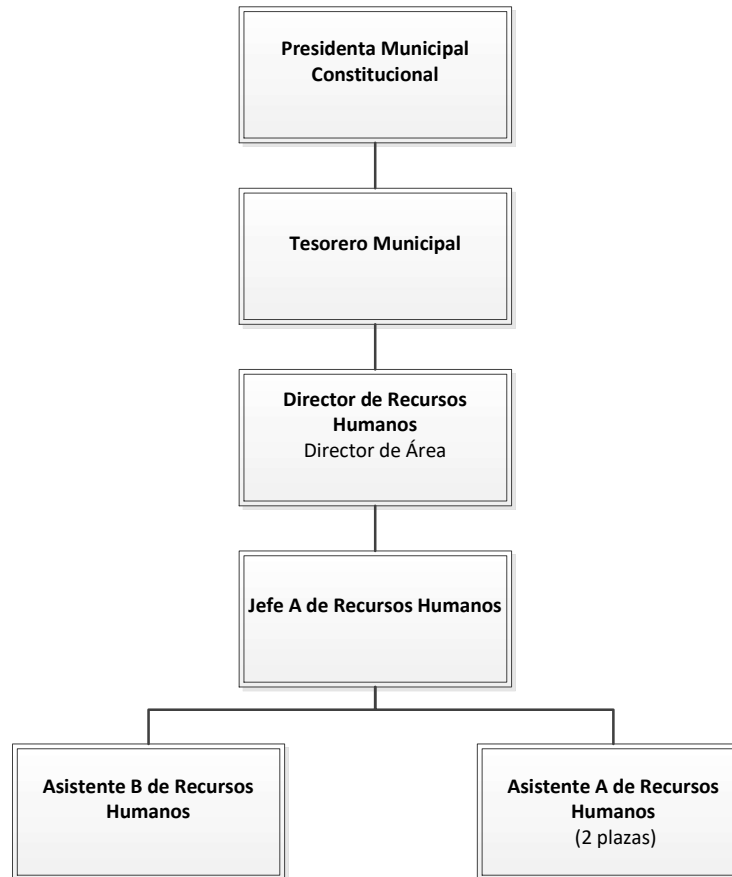 Presidenta Municipal
Constitucional
Tesorero Municipal
Director de Recursos
Humanos
Director de Área
Jefe A de Recursos Humanos
Asistente B de Recursos
Humanos
Asistente A de Recursos
Humanos
(2 plazas)